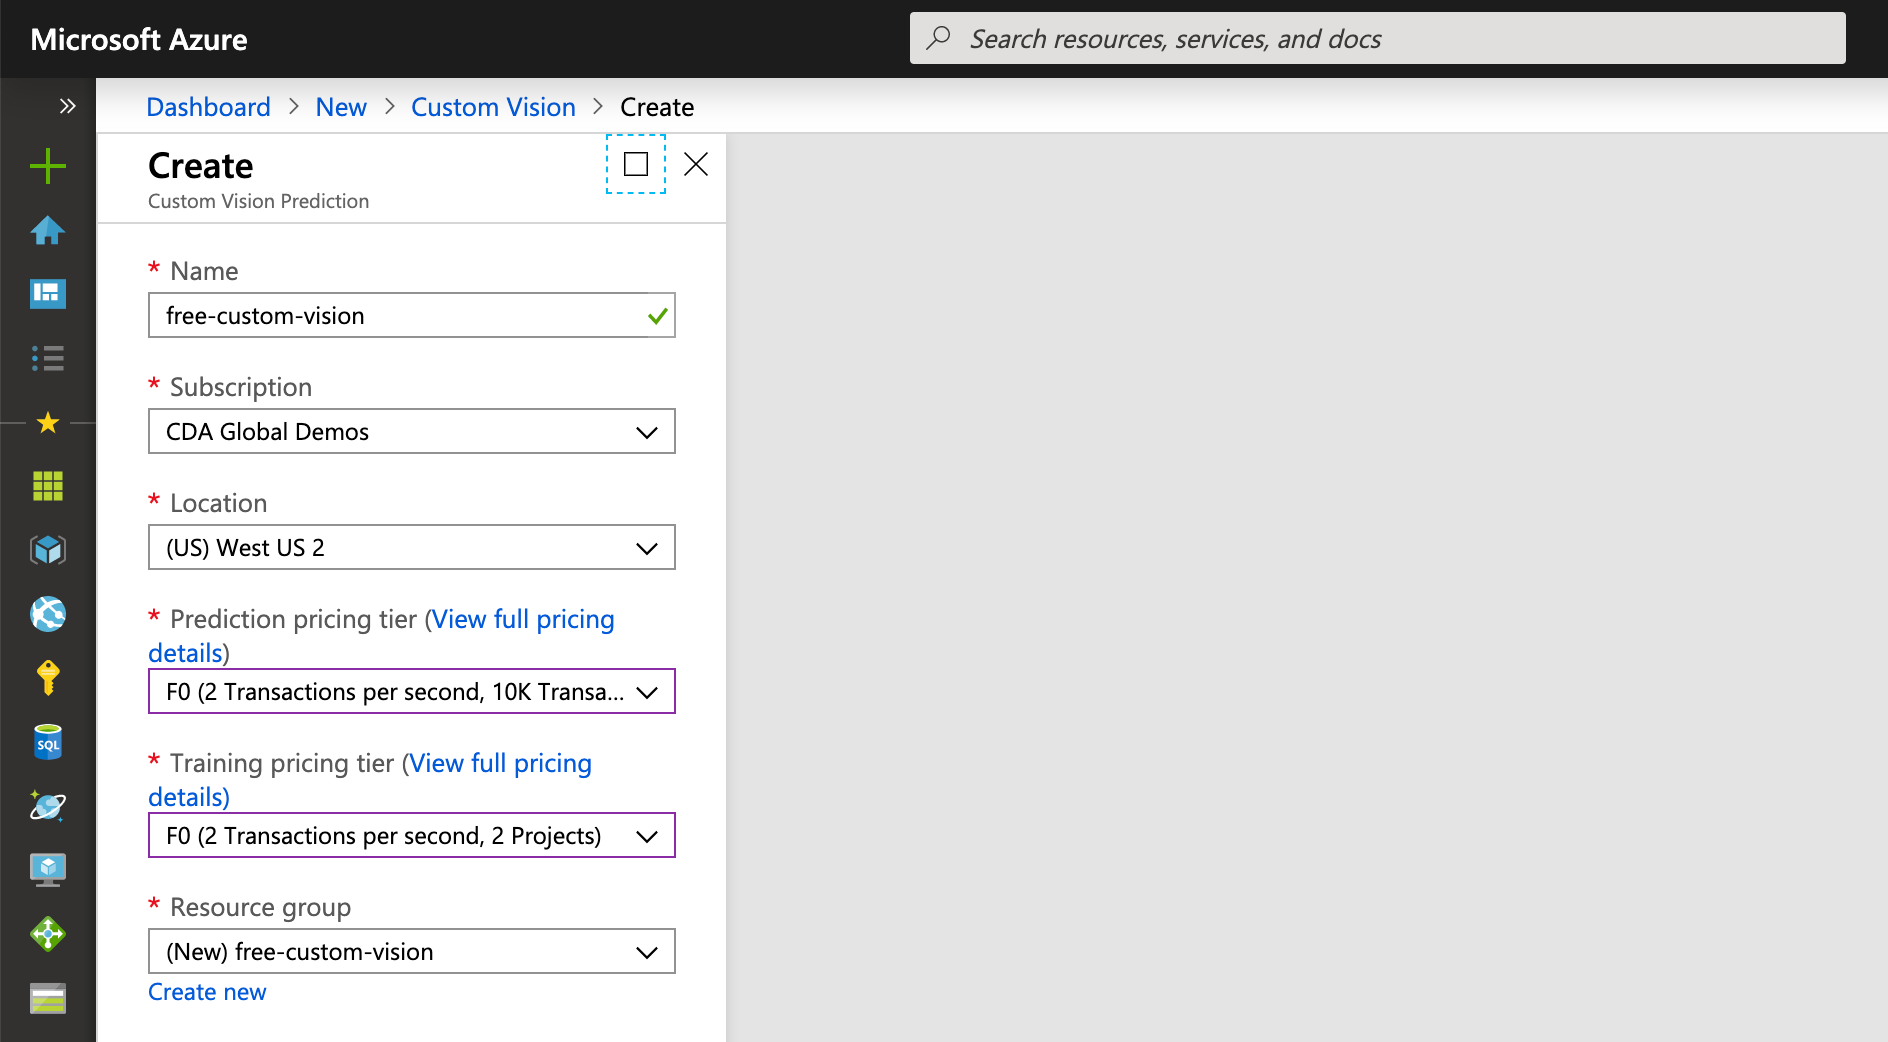 Microsoft Azure
Search resources, services, and docs
Dashboard > New > Custom Vision > Create
Create
Custom Vision Prediction
* Name
free-custom-vision
* Subscription
CDA Global Demos
* Location
(US) West US 2
* Prediction pricing tier (View full pricing
details)
F0 (2 Transactions per second, 10K Transa...
* Training pricing tier (View full pricing
details)
F0 (2 Transactions per second, 2 Projects)
* Resource group
(New) free-custom-vision
Create new
SQL